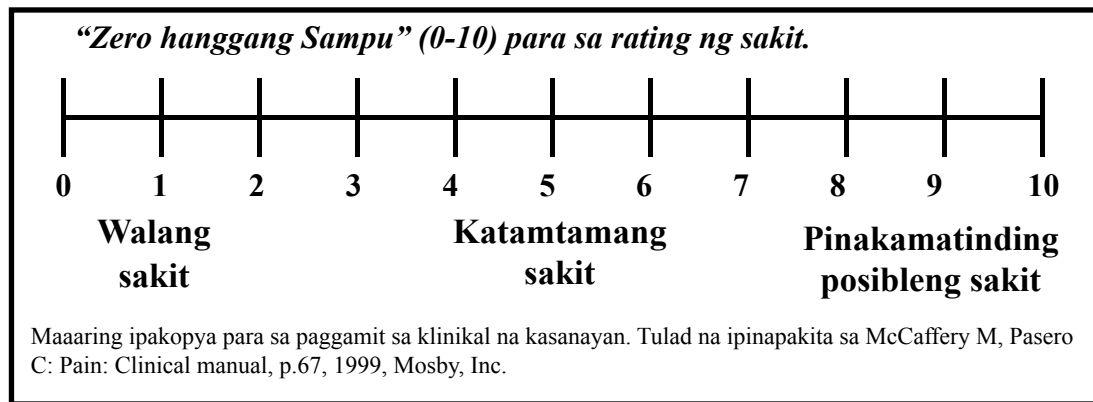 “Zero hanggang Sampu” (0-10) para sa rating ng sakit.
0 1 2 3 4 5 6 7 8 9 10
Walang sakit
Katamtamang sakit
Pinakamatinding posibleng sakit
Maaaring ipakopya para sa paggamit sa klinikal na kasanayan. Tulad na ipinapakita sa McCaffery M, Pasero
C: Pain: Clinical manual, p.67, 1999, Mosby, Inc.